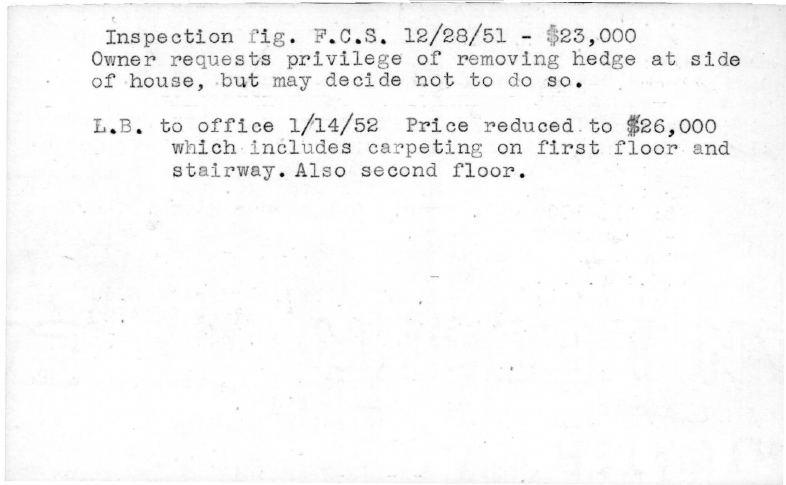 Inspection fig. F.C.S. 12/28/51 - $23,000
Owner requests privilege of removing hedge at side
of house, but may decide not to do so.
L.B. to office 1/14/52 Price reduced to $26,000
which includes carpeting on first floor and
stairway. Also second floor.